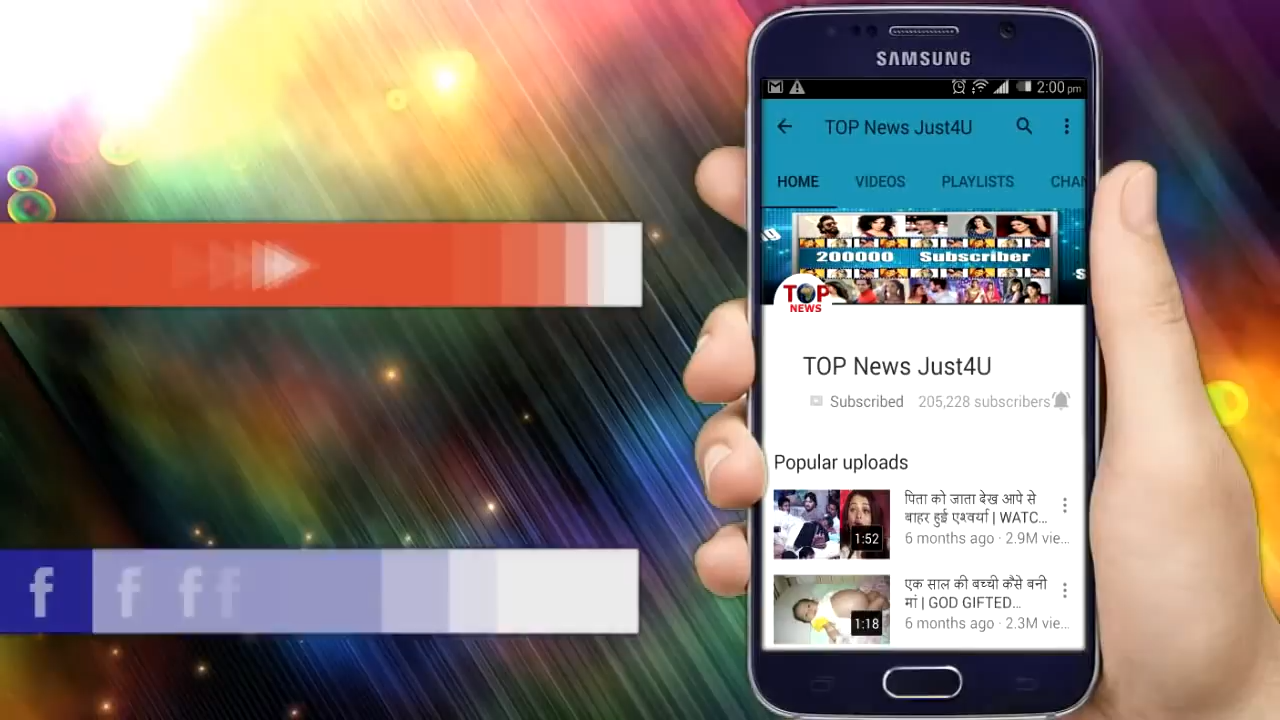 SAMSUNG
2:00 pm
TOP News Just4U
HOME VIDEOS PLAYLISTS CHAN
200000 Subscriber
TOP
NEWS
TOP News Just4U
Subscribed 205,228 subscribers
Popular uploads
पिता को जाता देख आपे से
बाहर हुई एश्वर्या | WATC...
6 months ago · 2.9M vie...
1:52
एक साल की बच्ची कैसे बनी
मां | GOD GIFTED...
6 months ago · 2.3M vie...
1:18
f f f f